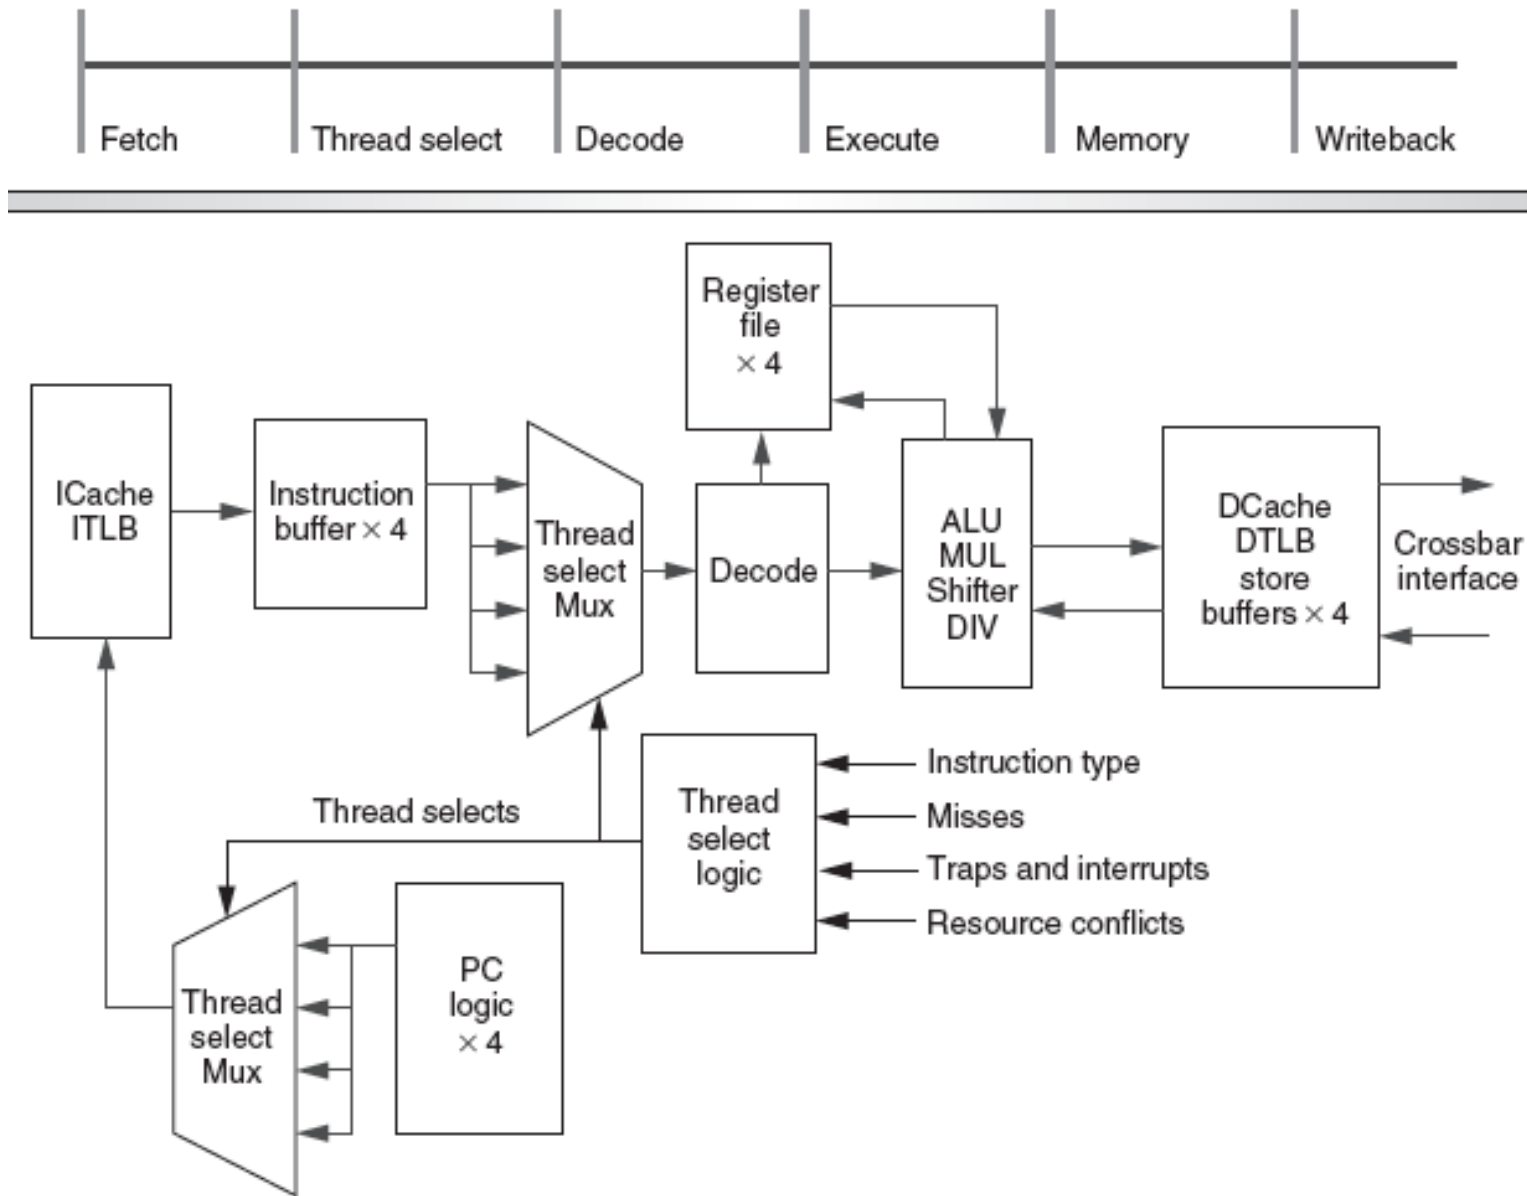 Fetch
Thread select
Decode
Execute
Memory
Writeback
Register
file
× 4
ICache
ITLB
Instruction
buffer × 4
Thread
select
Mux
Decode
ALU
MUL
Shifter
DIV
DCache
DTLB
store
buffers × 4
Crossbar
interface
Thread selects
Thread
select
logic
Instruction type
Misses
Traps and interrupts
Resource conflicts
Thread
select
Mux
PC
logic
× 4